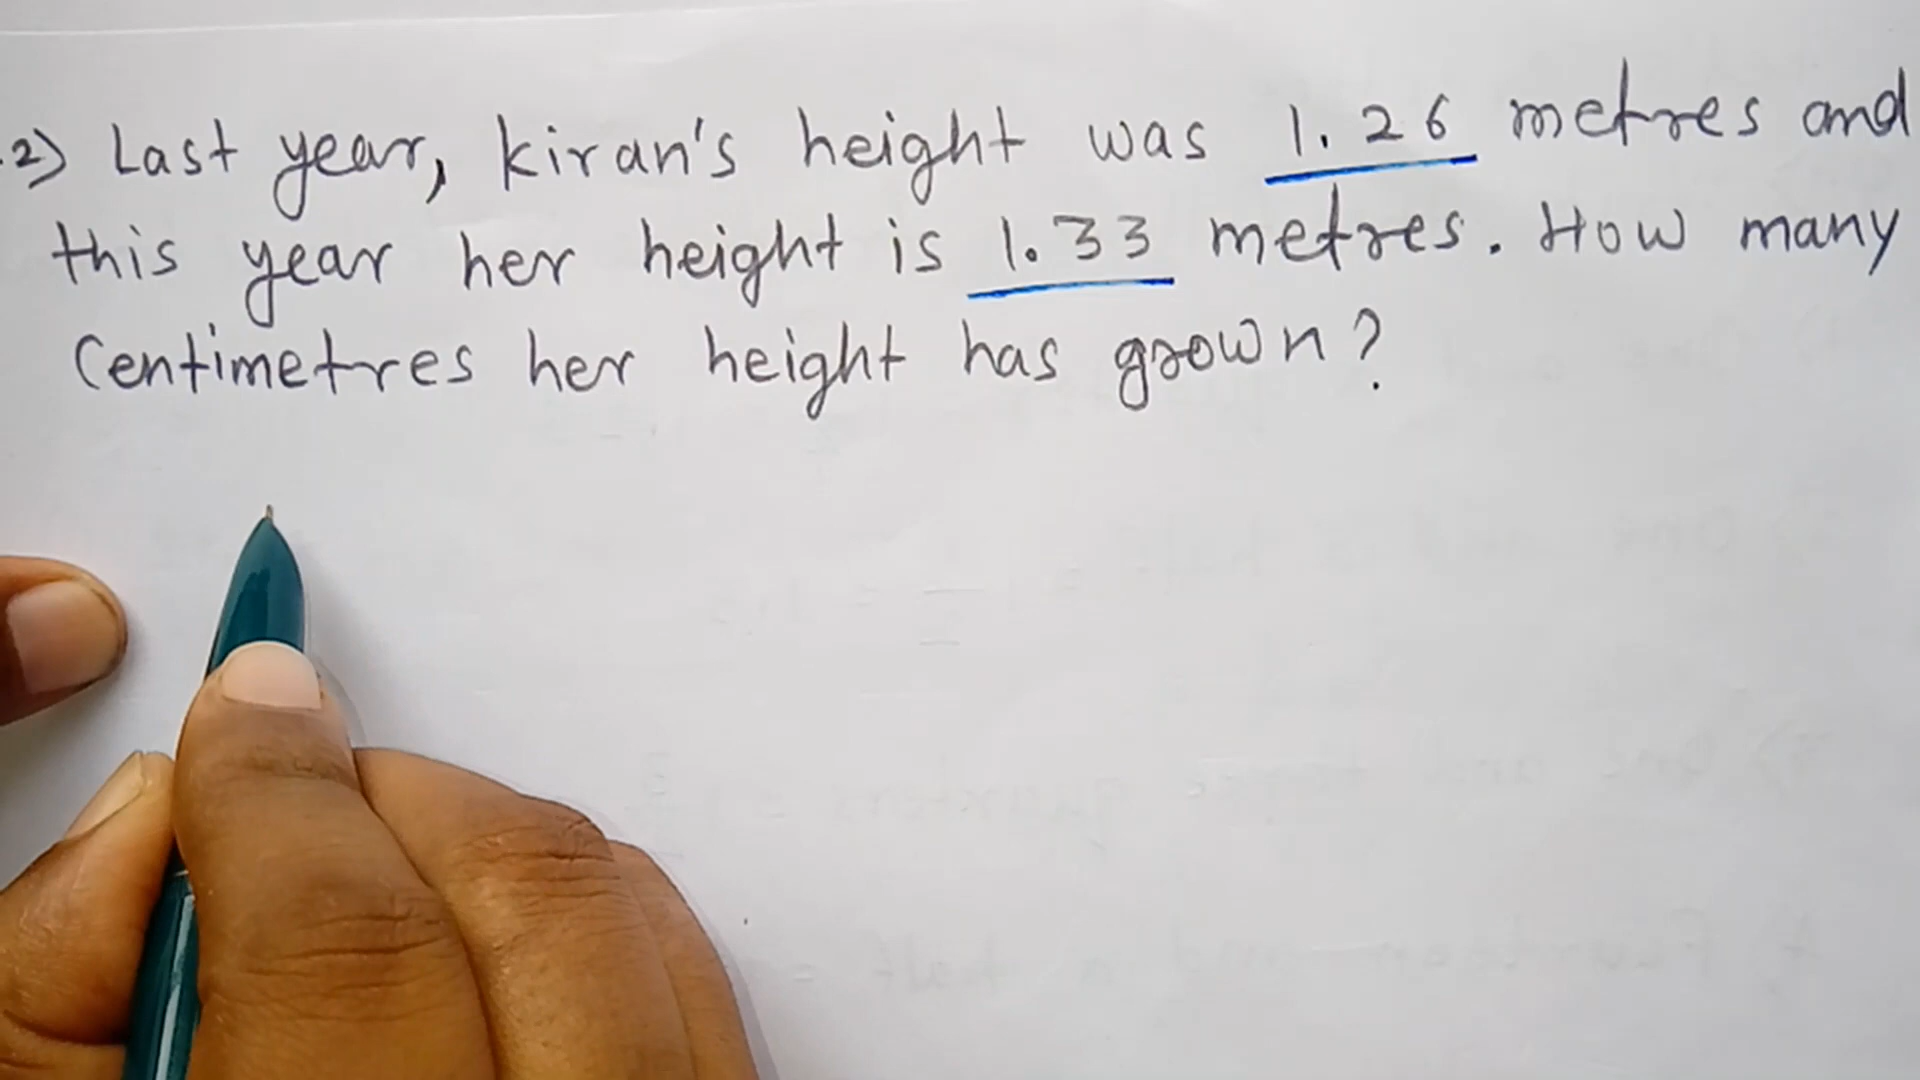 2) Last year, kiran's height was 1.26 metres and
this year her height is 1.33 metres. How many
Centimetres her height has grown?